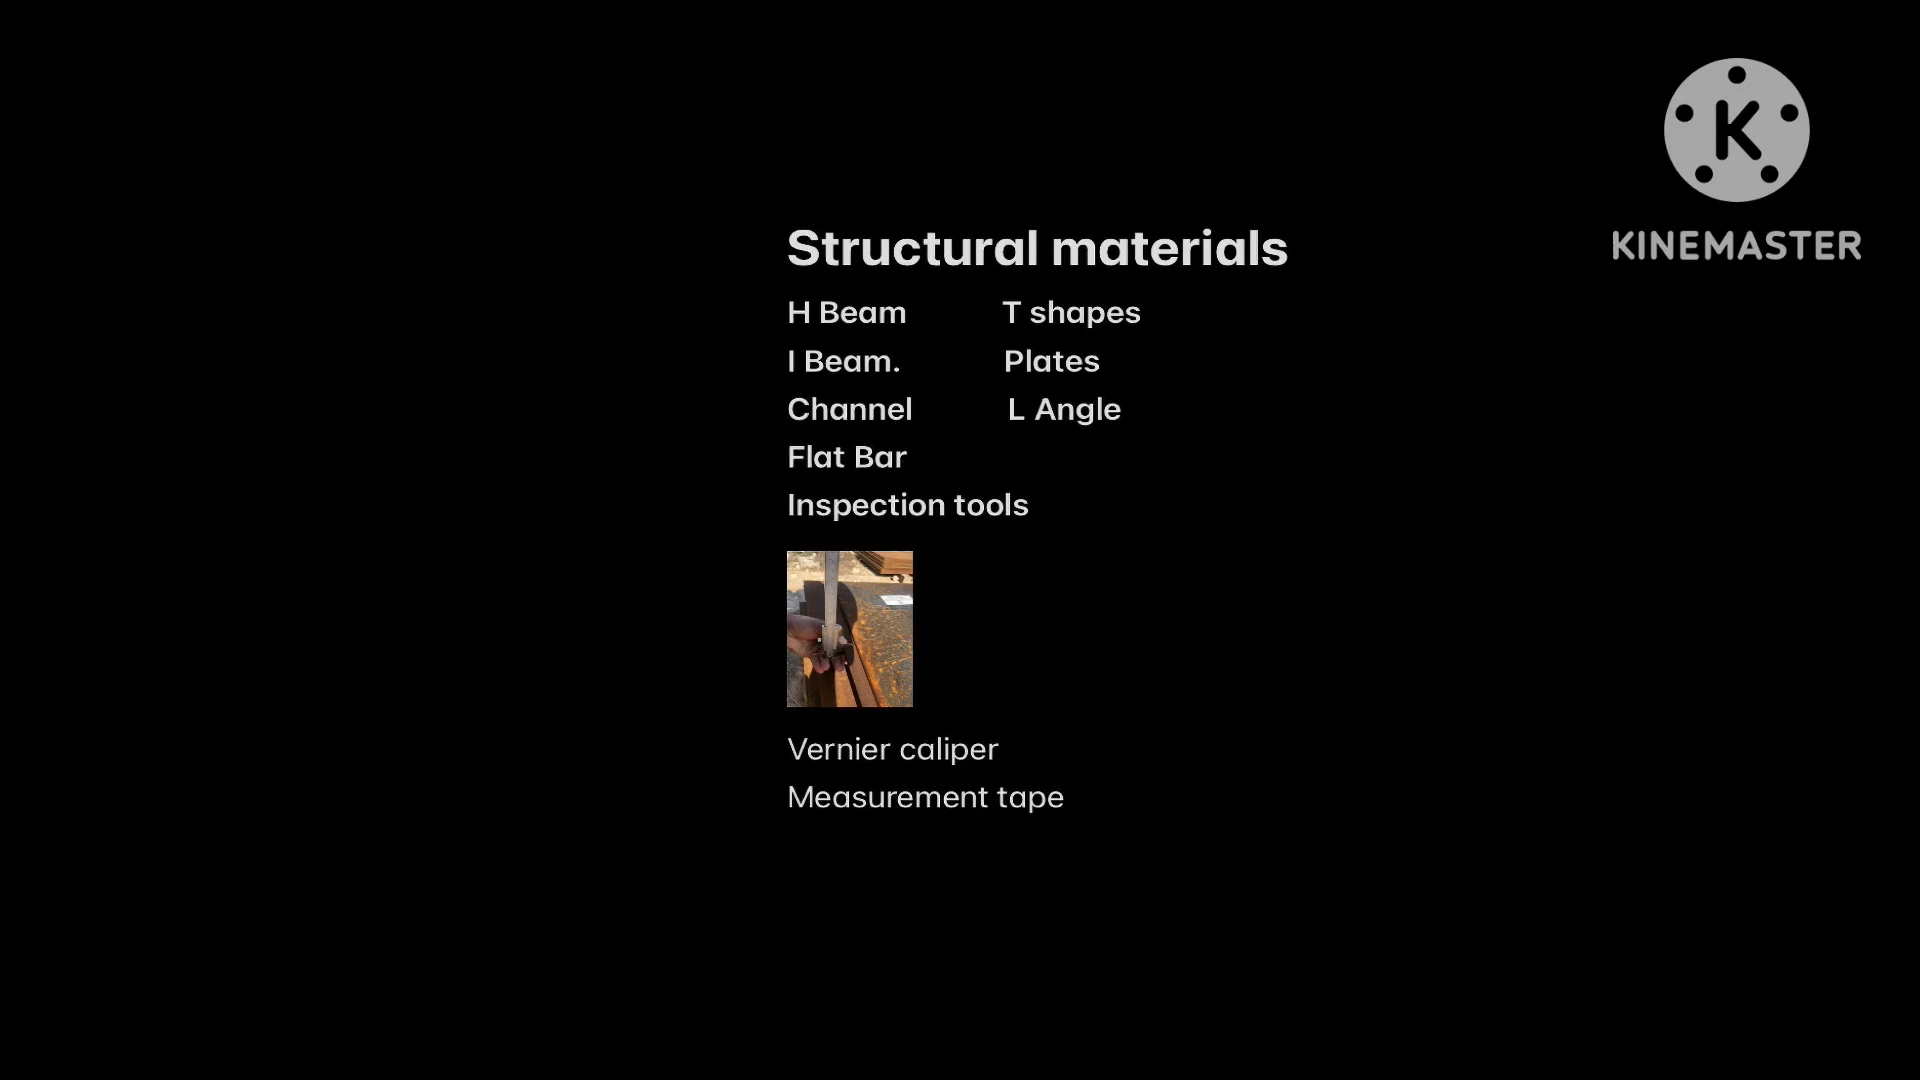 KINEMASTER
Structural materials
H Beam T shapes
I Beam. Plates
Channel L Angle
Flat Bar
Inspection tools
Vernier caliper
Measurement tape